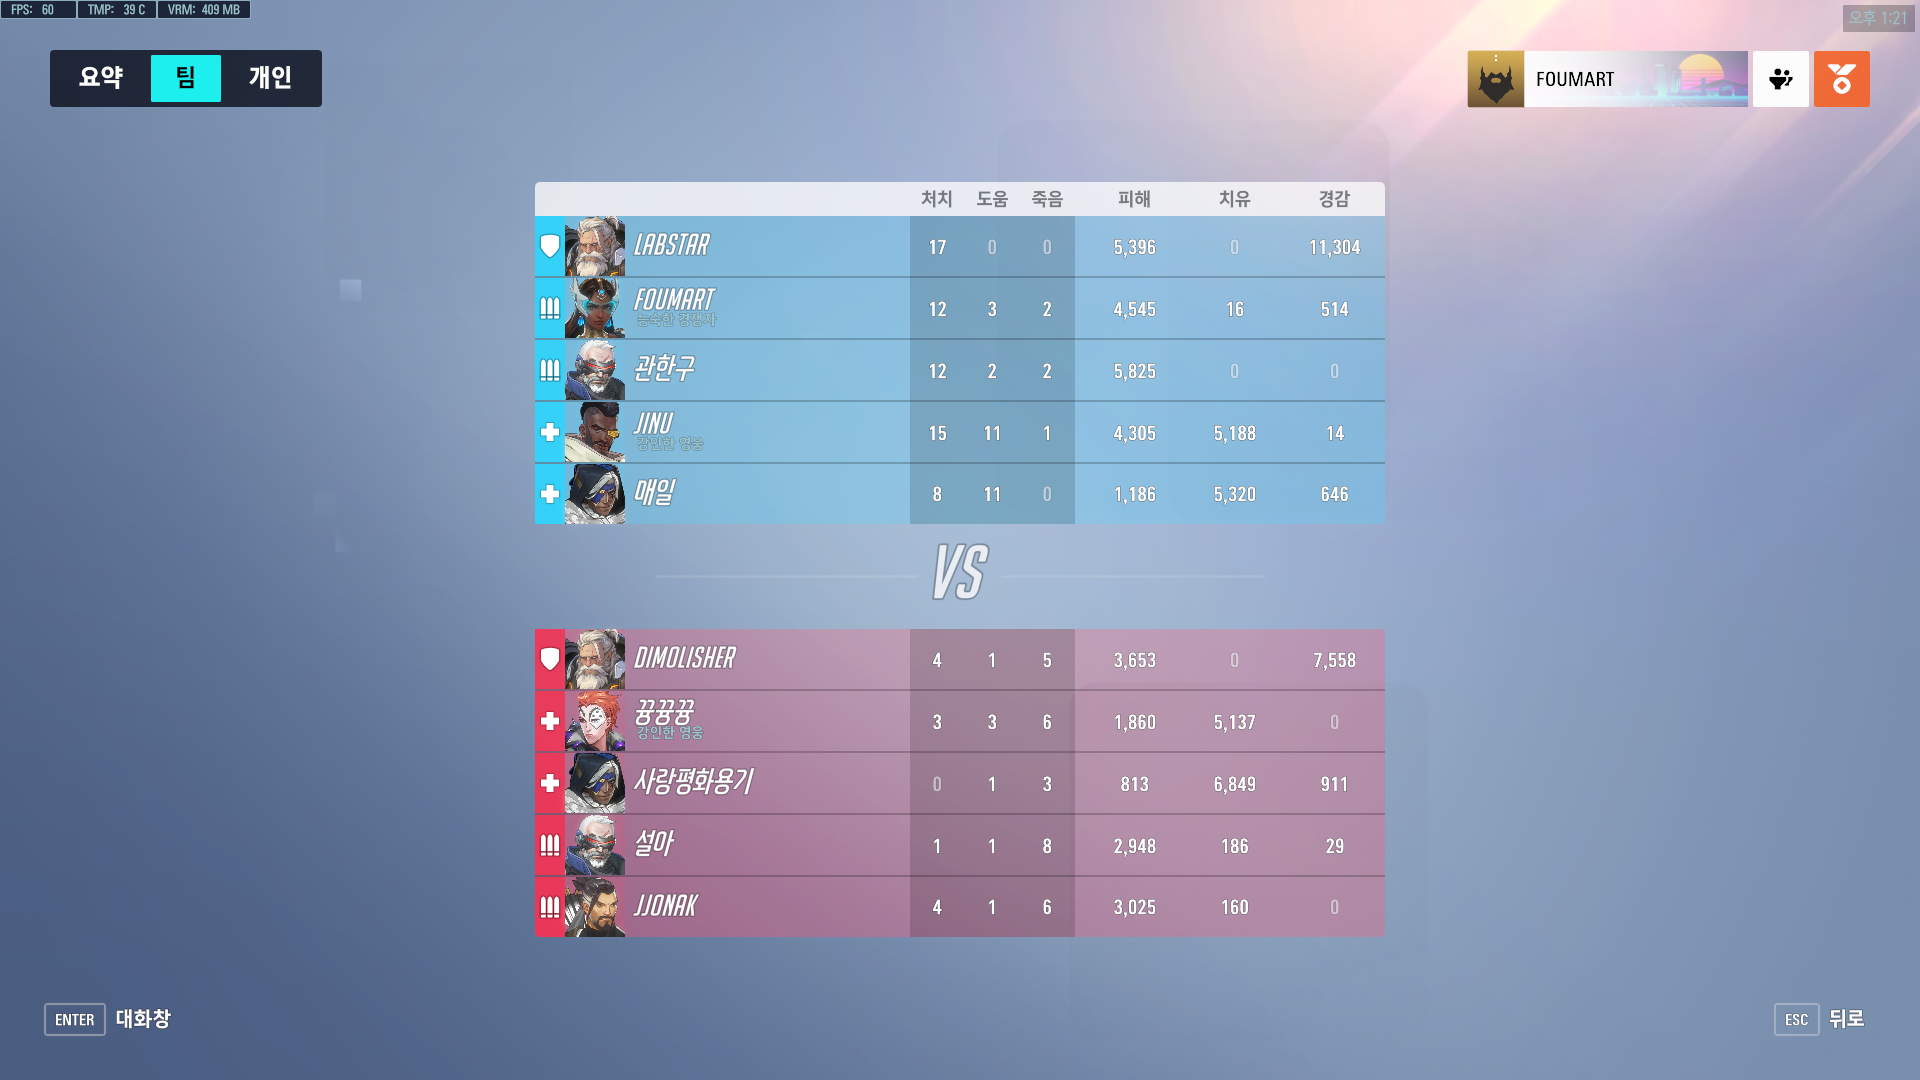 FPS: 60 TMP: 39 C VRM: 409 MB
오후 1:21
요약 팀 개인
FOUMART
처치 도움 죽음 피해 치유 경감
LABSTAR 17 0 0 5,396 0 11,304
FOUMART 12 3 2 4,545 16 514
능숙한 경쟁자
관한구 12 2 2 5,825 0 0
JINU 15 11 1 4,305 5,188 14
강인한 영웅
매일 8 11 0 1,186 5,320 646
VS
DIMOLISHER 4 1 5 3,653 0 7,558
뀽뀽뀽 3 3 6 1,860 5,137 0
강인한 영웅
사랑평화용기 0 1 3 813 6,849 911
설아 1 1 8 2,948 186 29
JJONAK 4 1 6 3,025 160 0
ENTER 대화창
ESC 뒤로